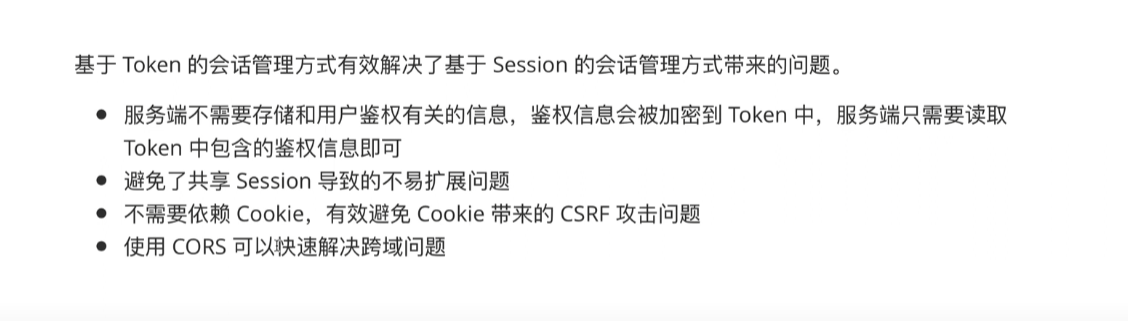 基于 Token 的会话管理方式有效解决了基于 Session 的会话管理方式带来的问题。
● 服务端不需要存储和用户鉴权有关的信息，鉴权信息会被加密到 Token 中，服务端只需要读取
Token 中包含的鉴权信息即可
● 避免了共享 Session 导致的不易扩展问题
● 不需要依赖 Cookie，有效避免 Cookie 带来的 CSRF 攻击问题
● 使用 CORS 可以快速解决跨域问题